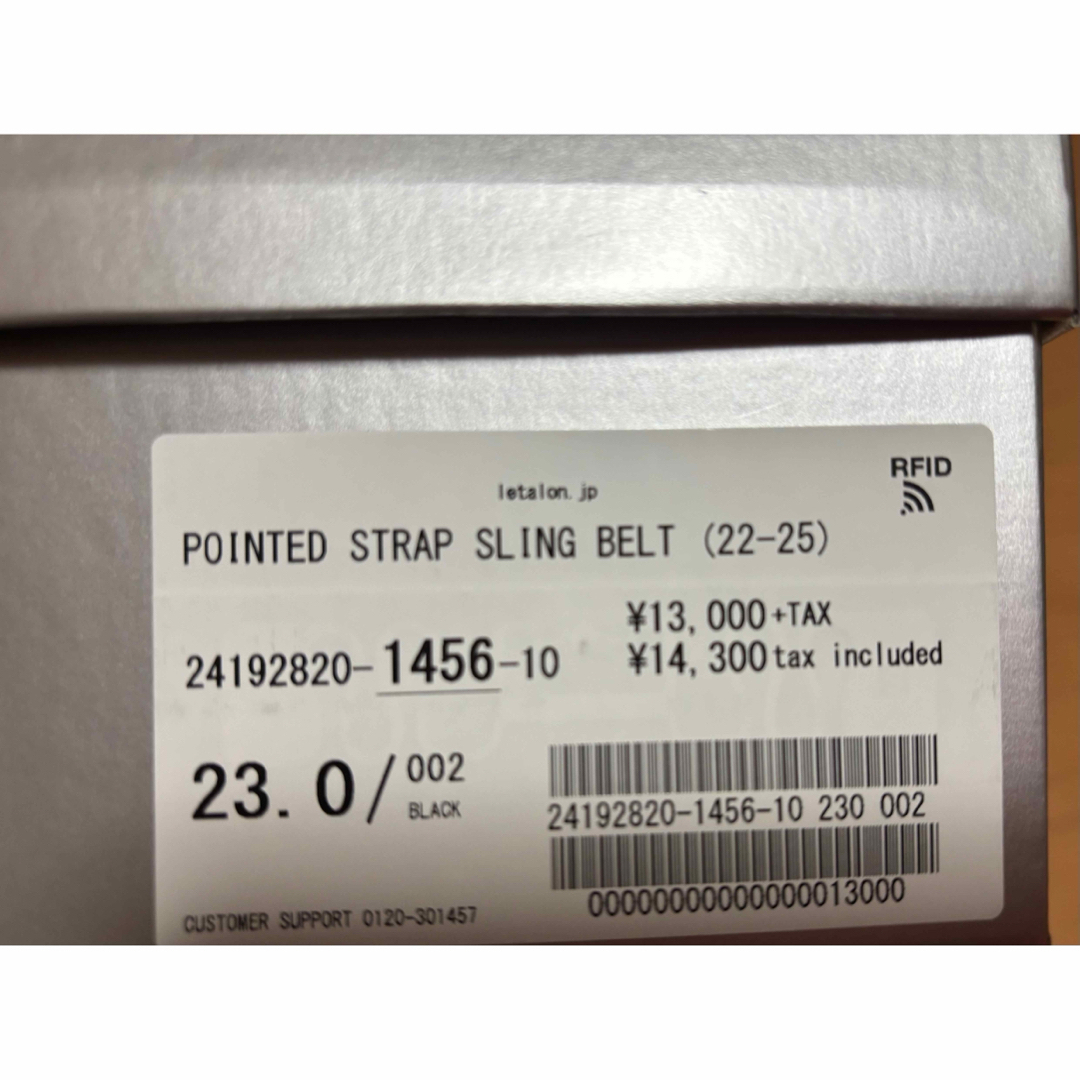 letalon.jp
RFID
POINTED STRAP SLING BELT (22-25)
¥13,000+TAX
24192820-1456-10
¥14,300tax included
23.0/002
BLACK
24192820-1456-10 230 002
00000000000000013000
CUSTOMER SUPPORT 0120-301457